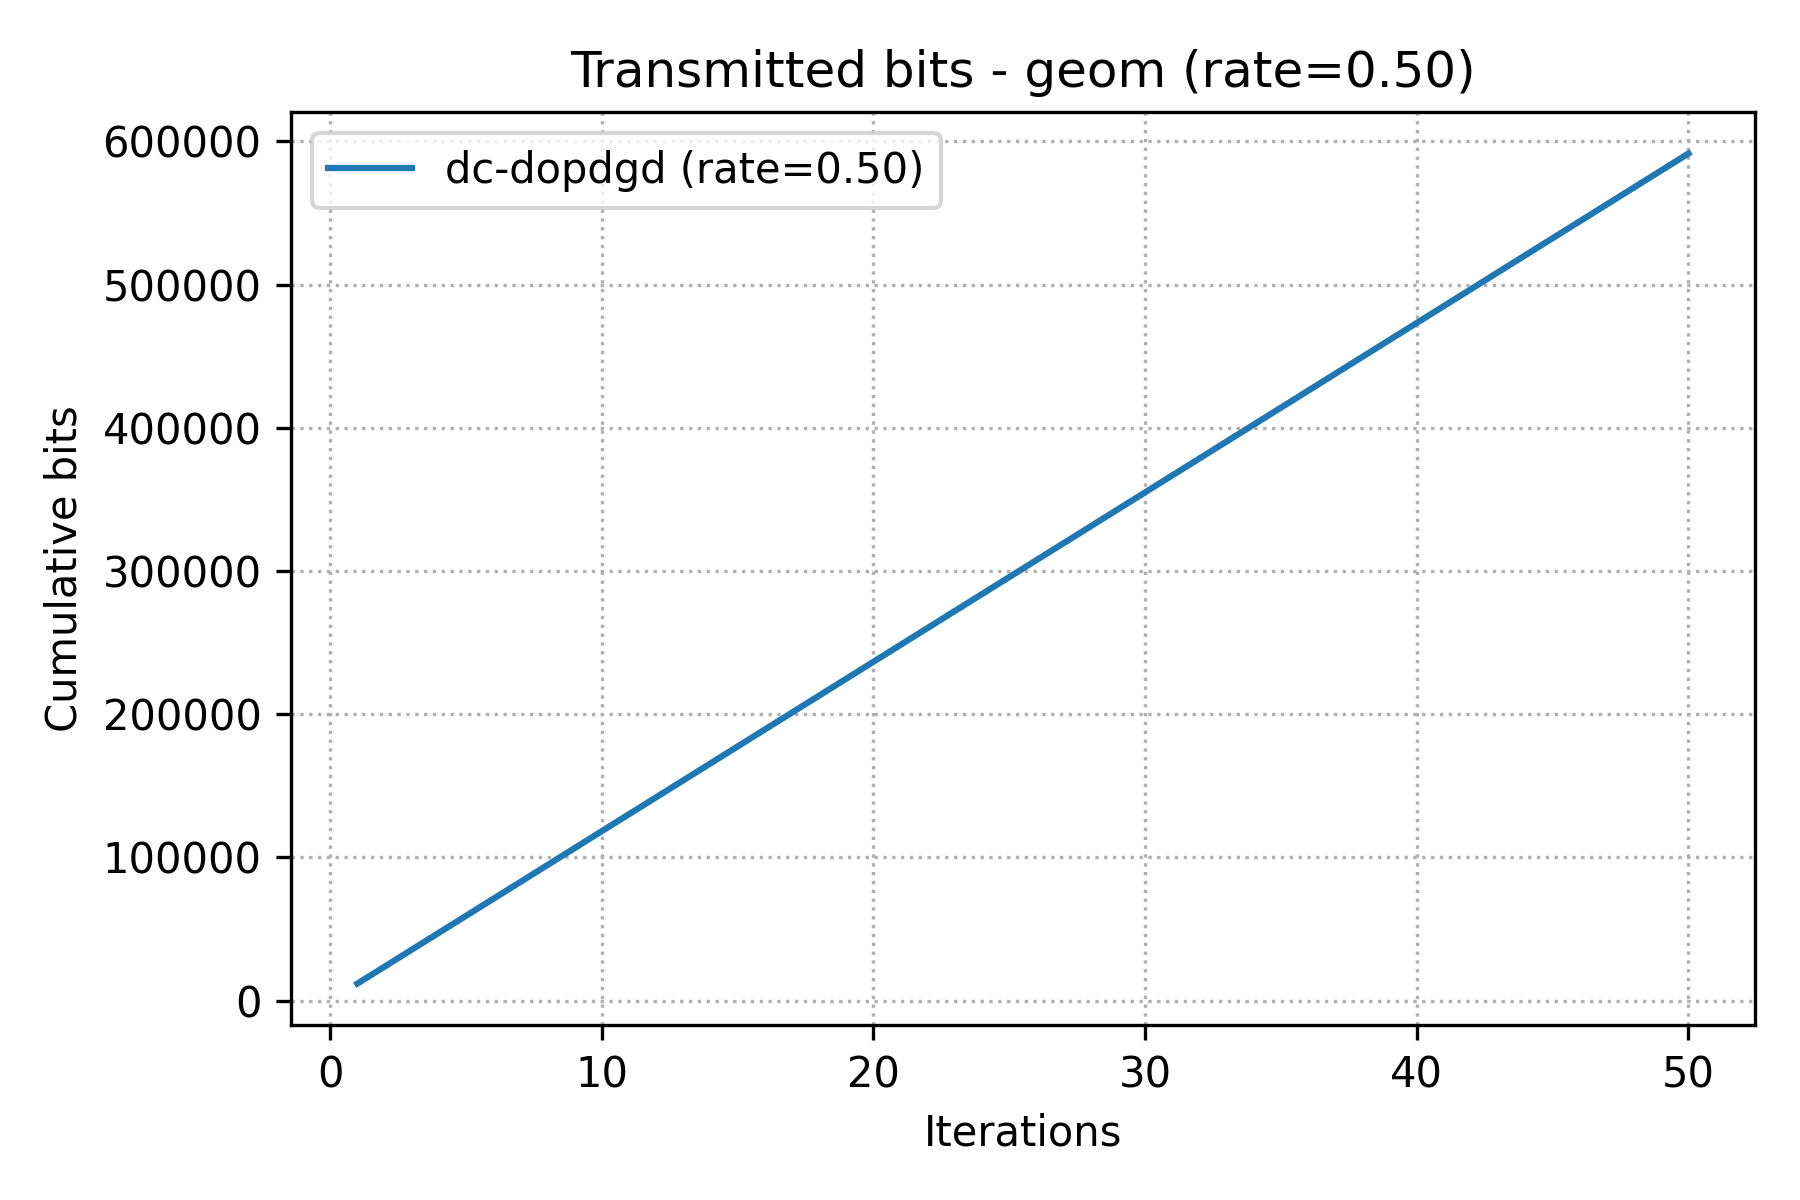 Transmitted bits - geom (rate=0.50)
dc-dopdgd (rate=0.50)
Cumulative bits
600000
500000
400000
300000
200000
100000
0
0 10 20 30 40 50
Iterations